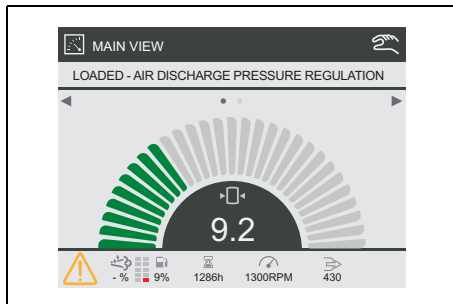 MAIN VIEW
LOADED - AIR DISCHARGE PRESSURE REGULATION
9.2
- % 9% 1286h 1300RPM 430